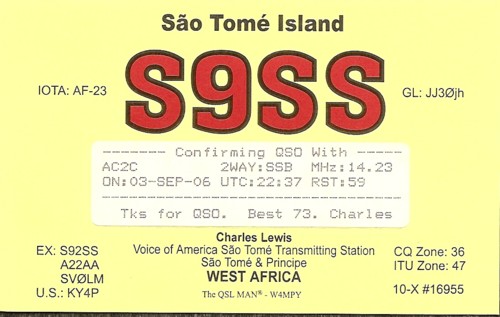 São Tomé Island
S9SS
IOTA: AF-23
GL: JJ3Øjh
------ Confirming QSO With ------
AC2C 2WAY:SSB MHz:14.23
ON:03-SEP-06 UTC:22:37 RST:59
Tks for QSO. Best 73. Charles
EX: S92SS
A22AA
SVØLM
U.S.: KY4P
Charles Lewis
Voice of America São Tomé Transmitting Station
São Tomé & Principe
WEST AFRICA
The QSL MAN® - W4MPY
CQ Zone: 36
ITU Zone: 47
10-X #16955